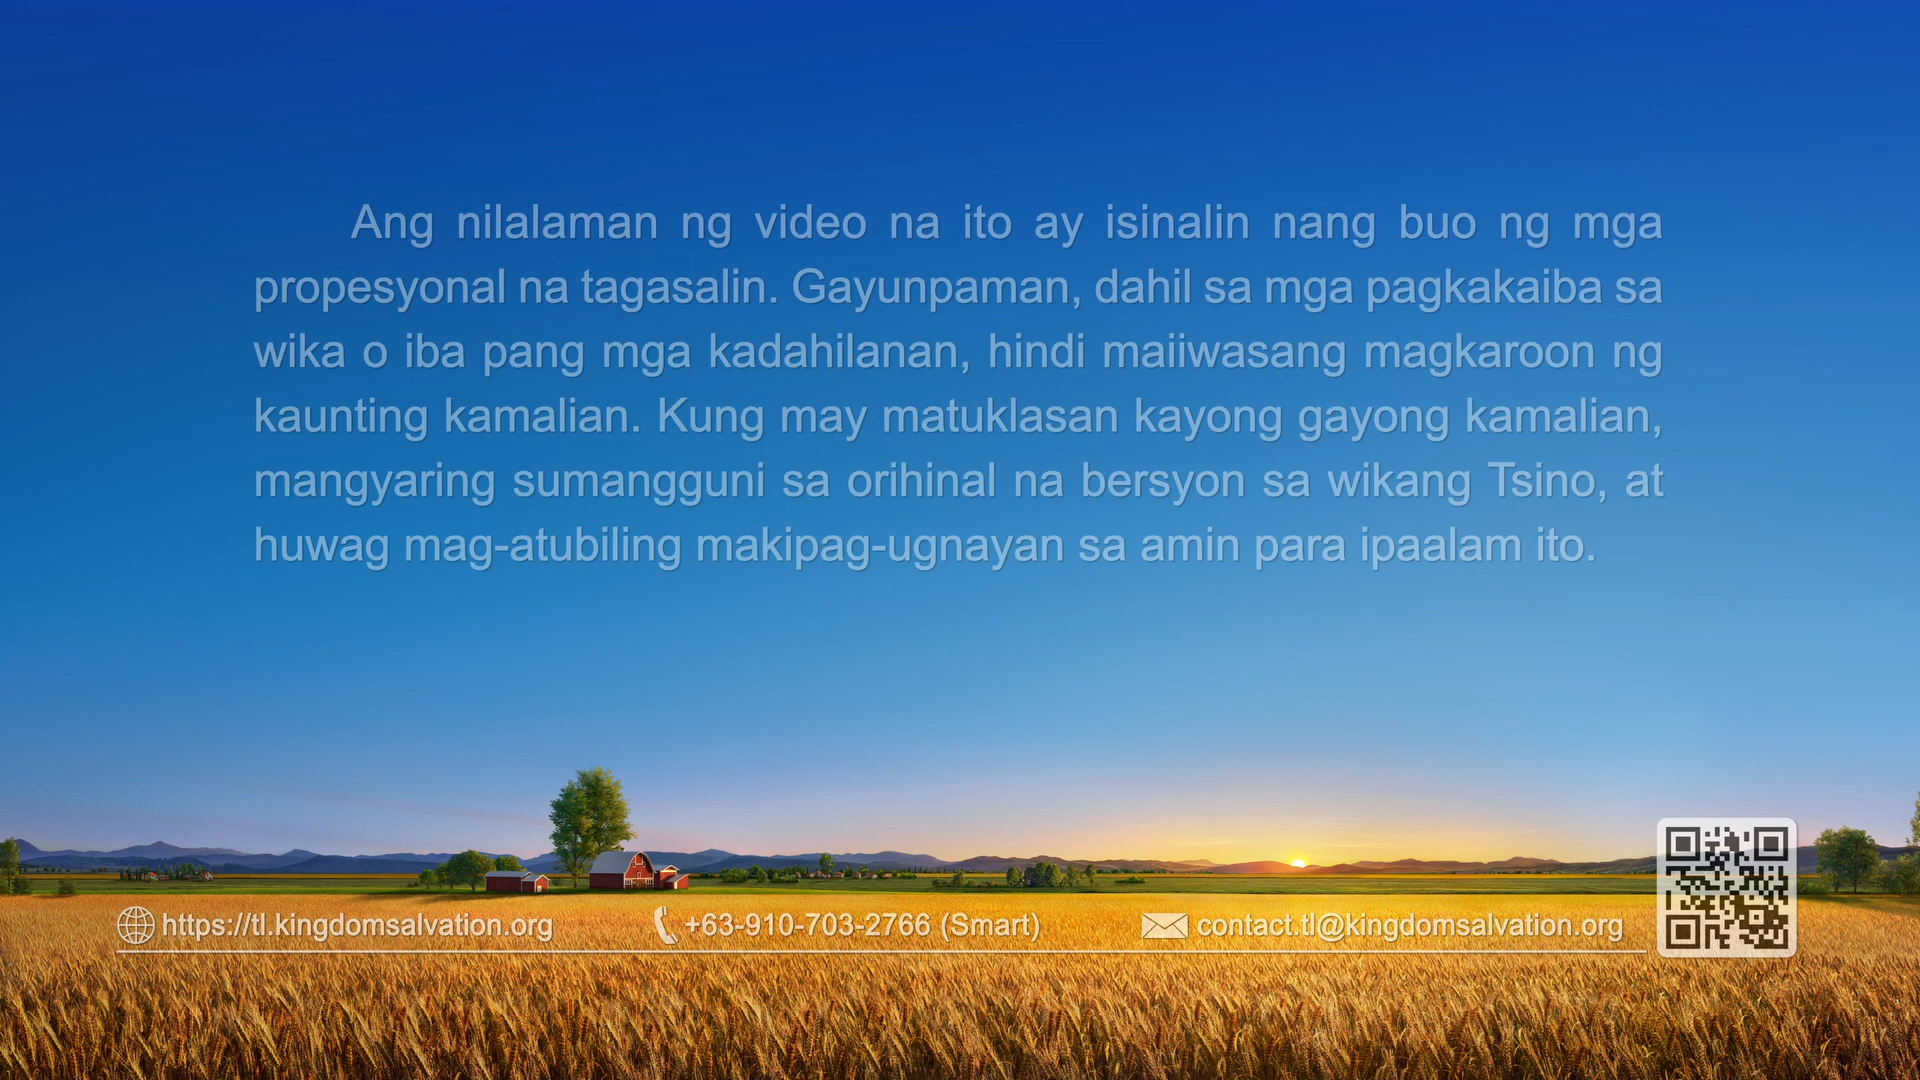 Ang nilalaman ng video na ito ay isinalin nang buo ng mga
propesyonal na tagasalin. Gayunpaman, dahil sa mga pagkakaiba sa
wika o iba pang mga kadahilanan, hindi maiiwasang magkaroon ng
kaunting kamalian. Kung may matuklasan kayong gayong kamalian,
mangyaring sumangguni sa orihinal na bersyon sa wikang Tsino, at
huwag mag-atubiling makipag-ugnayan sa amin para ipaalam ito.
https://tl.kingdomsalvation.org
+63-910-703-2766 (Smart)
contact.tl@kingdomsalvation.org